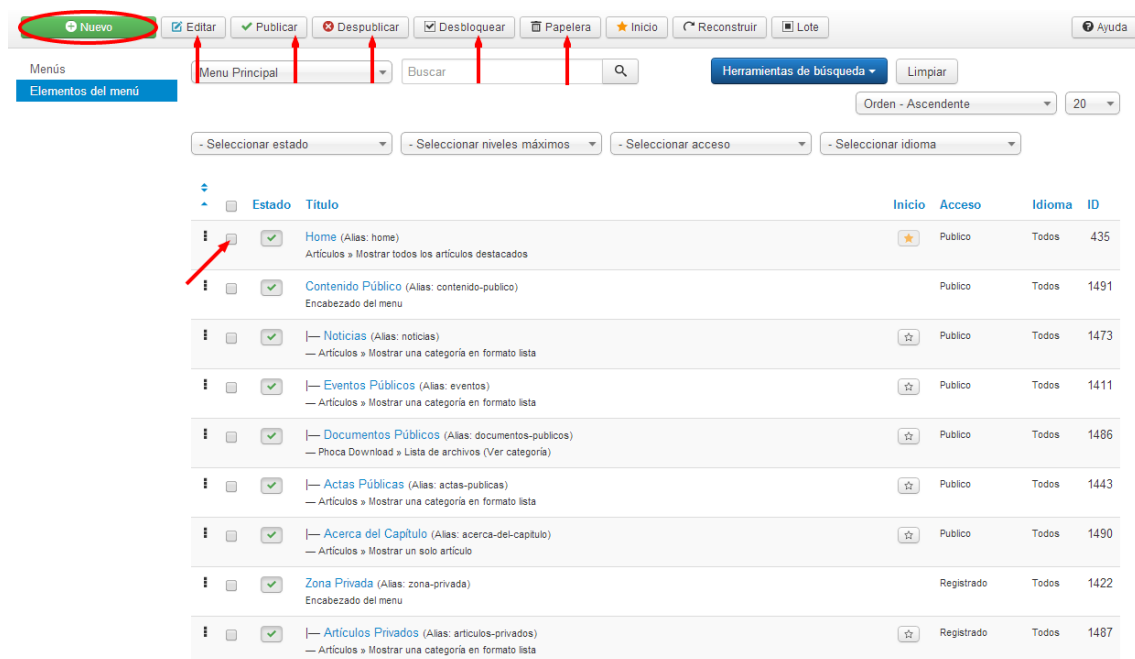 Nuevo Editar Publicar Despublicar Desbloquear Papelera Inicio Reconstruir Lote Ayuda
Menús
Elementos del menú
Menu Principal Buscar Herramientas de búsqueda Limpiar
Orden - Ascendente 20
- Seleccionar estado - Seleccionar niveles máximos - Seleccionar acceso - Seleccionar idioma
Estado Título Inicio Acceso Idioma ID
Home (Alias: home) Publico Todos 435
Artículos » Mostrar todos los artículos destacados
Contenido Público (Alias: contenido-publico) Publico Todos 1491
Encabezado del menu
|— Noticias (Alias: noticias) Publico Todos 1473
— Artículos » Mostrar una categoría en formato lista
|— Eventos Públicos (Alias: eventos) Publico Todos 1411
— Artículos » Mostrar una categoría en formato lista
|— Documentos Públicos (Alias: documentos-publicos) Publico Todos 1486
— Phoca Download » Lista de archivos (Ver categoría)
|— Actas Públicas (Alias: actas-publicas) Publico Todos 1443
— Artículos » Mostrar una categoría en formato lista
|— Acerca del Capítulo (Alias: acerca-del-capitulo) Publico Todos 1490
— Artículos » Mostrar un solo artículo
Zona Privada (Alias: zona-privada) Registrado Todos 1422
Encabezado del menu
|— Artículos Privados (Alias: articulos-privados) Registrado Todos 1487
— Artículos » Mostrar una categoría en formato lista